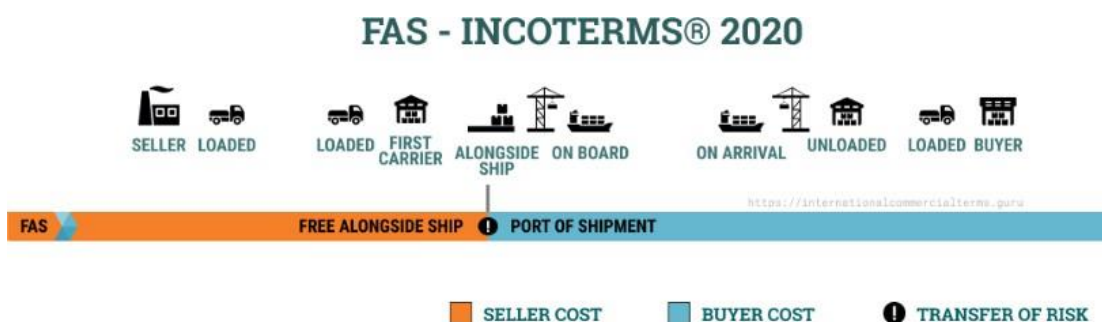 FAS - INCOTERMS® 2020
SELLER LOADED LOADED FIRST CARRIER ALONGSIDE SHIP ON BOARD ON ARRIVAL UNLOADED LOADED BUYER
https://internationalcommercialterms.guru
FAS FREE ALONGSIDE SHIP ! PORT OF SHIPMENT
SELLER COST BUYER COST ! TRANSFER OF RISK